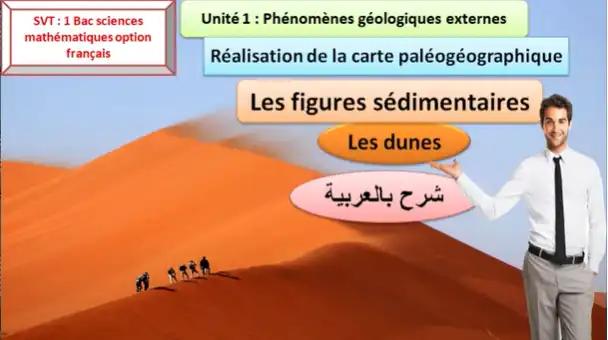 SVT : 1 Bac sciences
mathématiques option
français
Unité 1 : Phénomènes géologiques externes
Réalisation de la carte paléogéographique
Les figures sédimentaires
Les dunes
شرح بالعربية